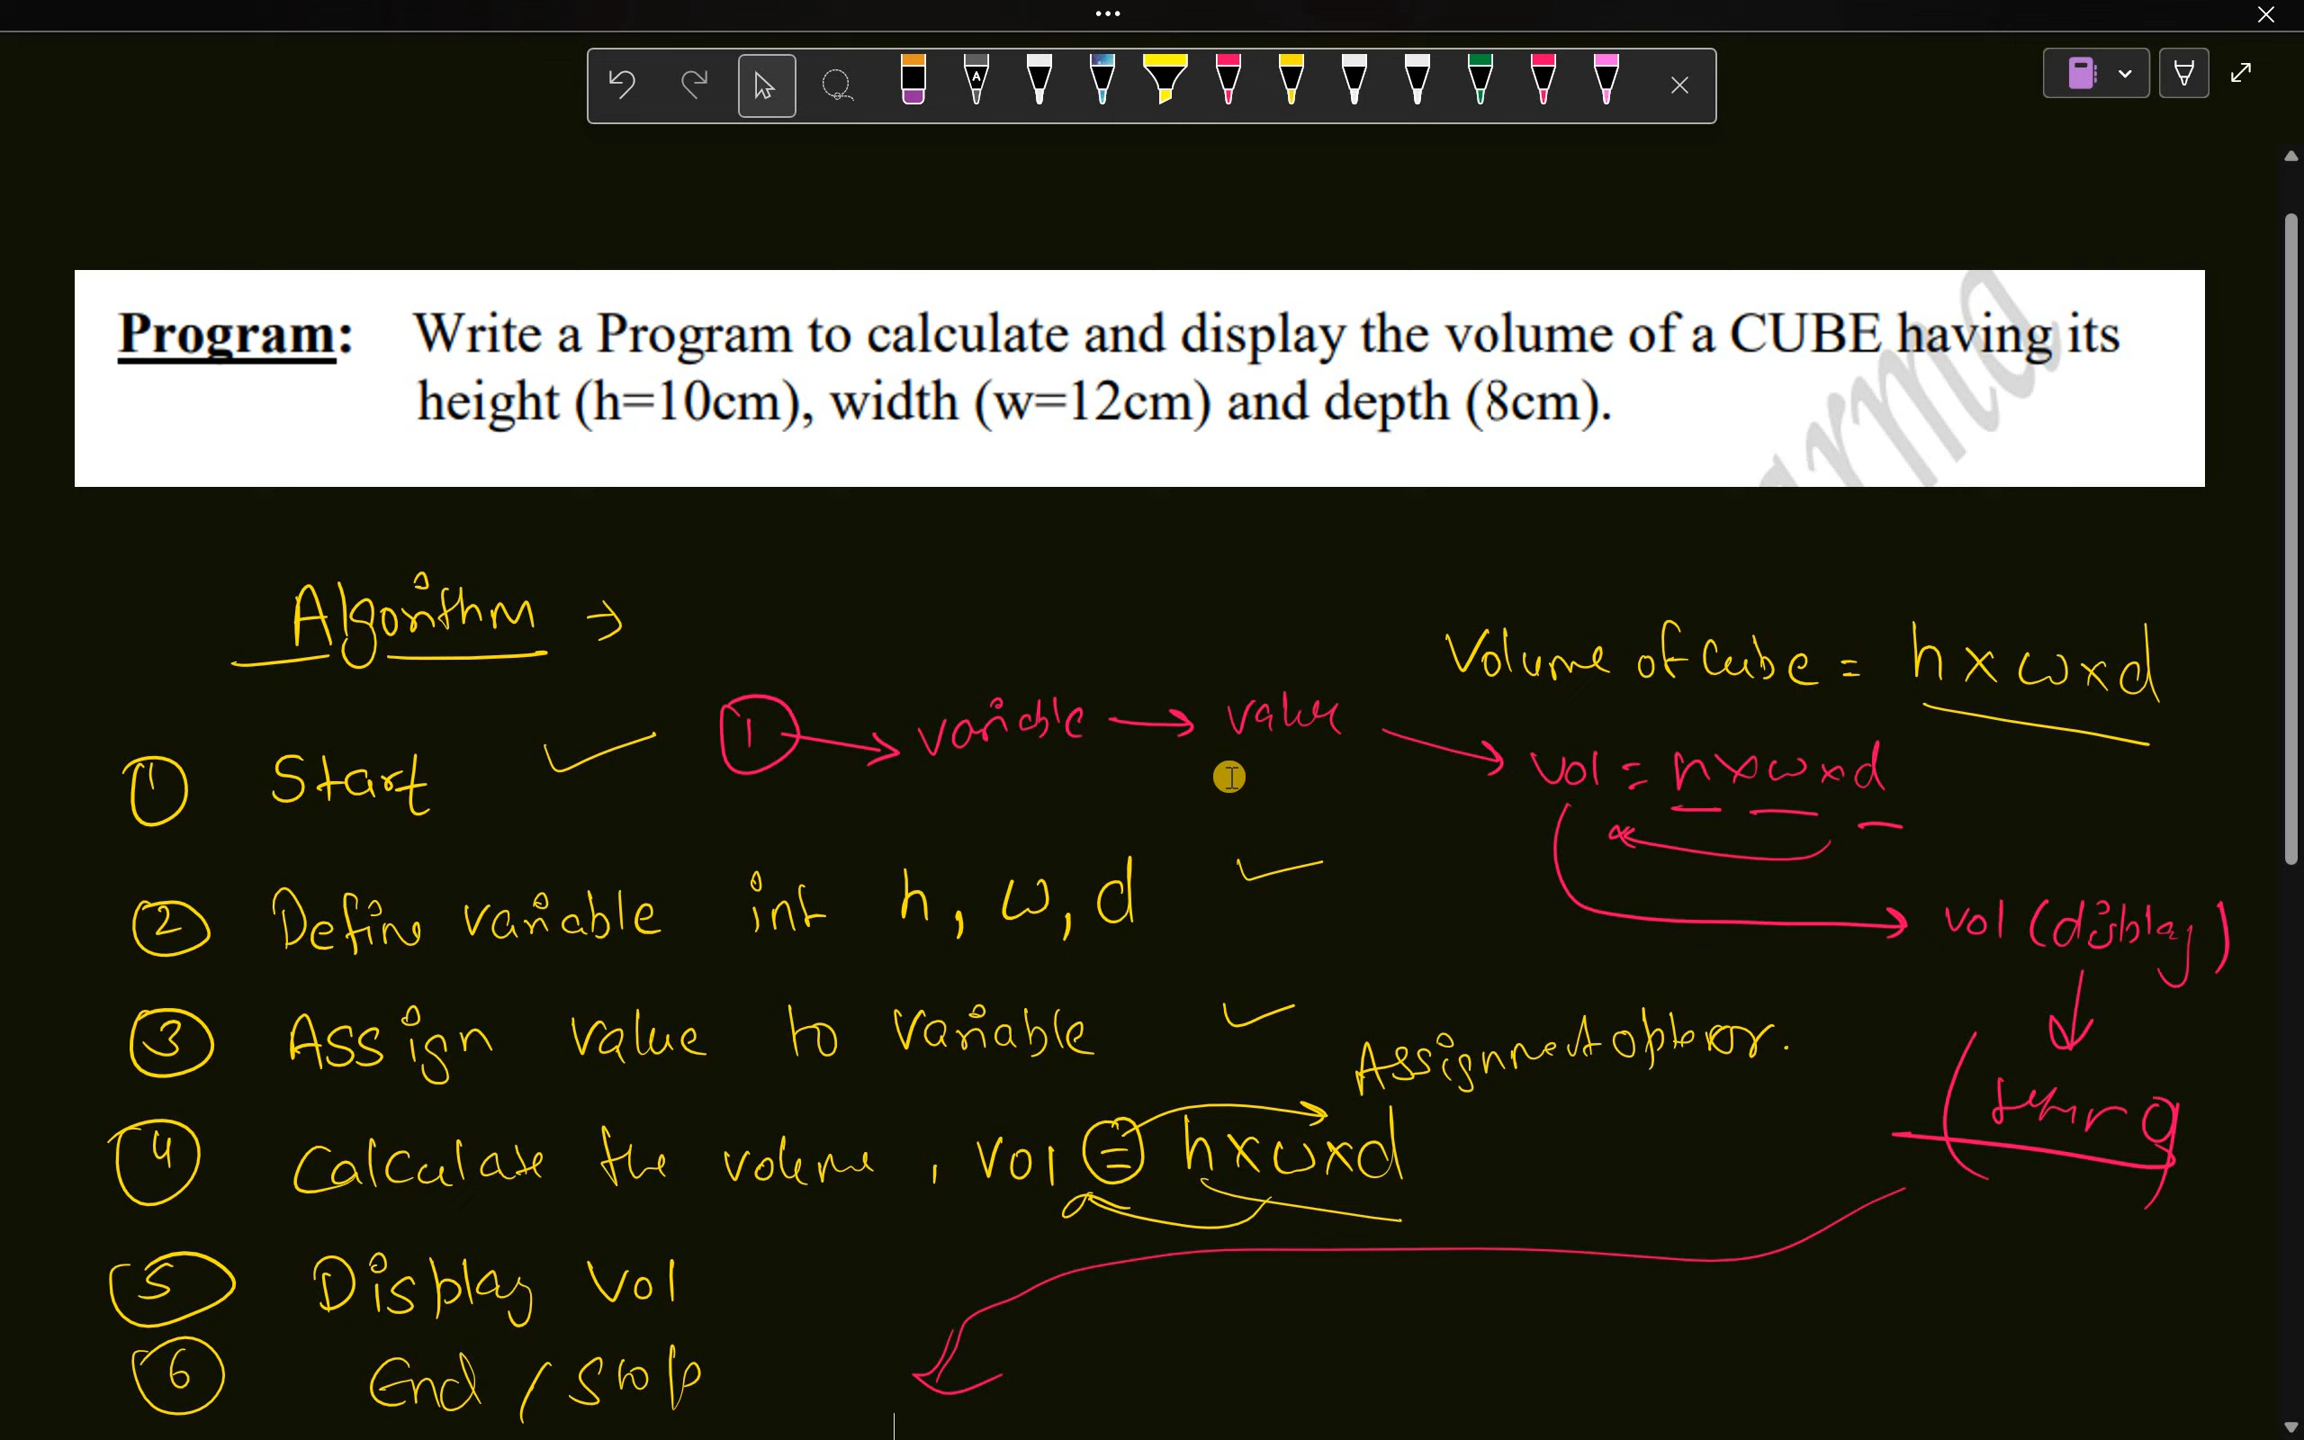 Program: Write a Program to calculate and display the volume of a CUBE having its
height (h=10cm), width (w=12cm) and depth (8cm).
Algorithm →
Volume of Cube = h x w x d
① → variable → value → vol = h x w x d
① Start
② Define variable int h, w, d
vol (display)
③ Assign value to variable
④ Calculate the volume, vol = h x w x d
⑤ Display vol
⑥ End / Stop